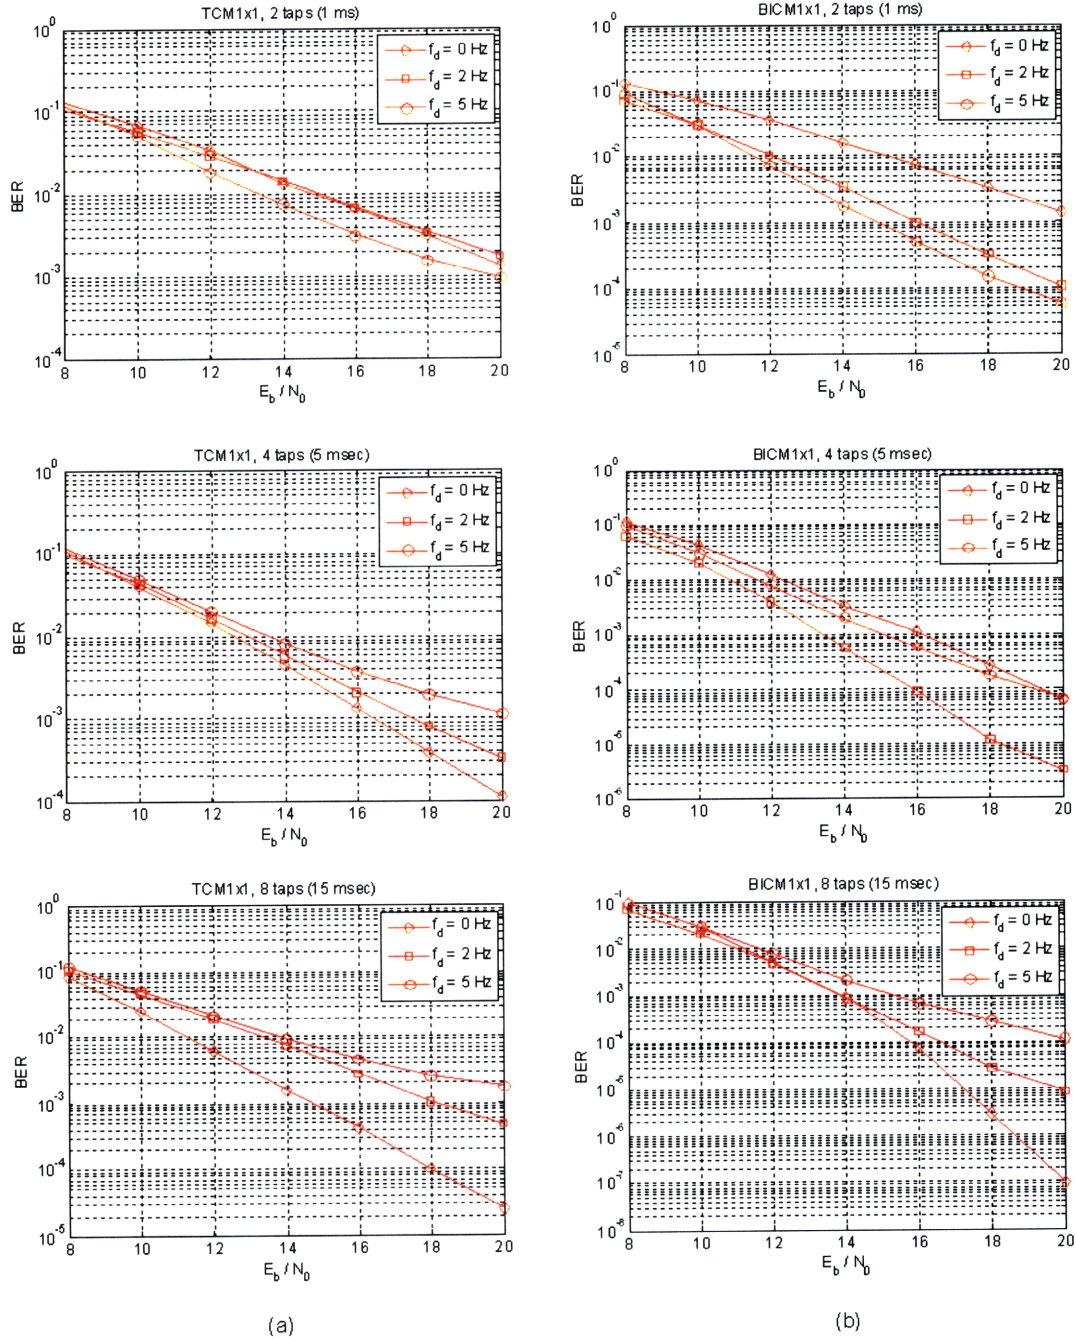 TCM1x1, 2 taps (1 ms)
10^0
10^-1
10^-2
10^-3
10^-4
BER
8 10 12 14 16 18 20
E_b / N_0
f_d = 0 Hz
f_d = 2 Hz
f_d = 5 Hz
BICM1x1, 2 taps (1 ms)
10^0
10^-1
10^-2
10^-3
10^-4
10^-5
BER
8 10 12 14 16 18 20
E_b / N_0
f_d = 0 Hz
f_d = 2 Hz
f_d = 5 Hz
TCM1x1, 4 taps (5 msec)
10^0
10^-1
10^-2
10^-3
10^-4
BER
8 10 12 14 16 18 20
E_b / N_0
f_d = 0 Hz
f_d = 2 Hz
f_d = 5 Hz
BICM1x1, 4 taps (5 msec)
10^0
10^-1
10^-2
10^-3
10^-4
10^-5
10^-6
BER
8 10 12 14 16 18 20
E_b / N_0
f_d = 0 Hz
f_d = 2 Hz
f_d = 5 Hz
TCM1x1, 8 taps (15 msec)
10^0
10^-1
10^-2
10^-3
10^-4
10^-5
BER
8 10 12 14 16 18 20
E_b / N_0
f_d = 0 Hz
f_d = 2 Hz
f_d = 5 Hz
BICM1x1, 8 taps (15 msec)
10^-1
10^-2
10^-3
10^-4
10^-5
10^-6
10^-7
10^-8
BER
8 10 12 14 16 18 20
E_b / N_0
f_d = 0 Hz
f_d = 2 Hz
f_d = 5 Hz
(a)
(b)